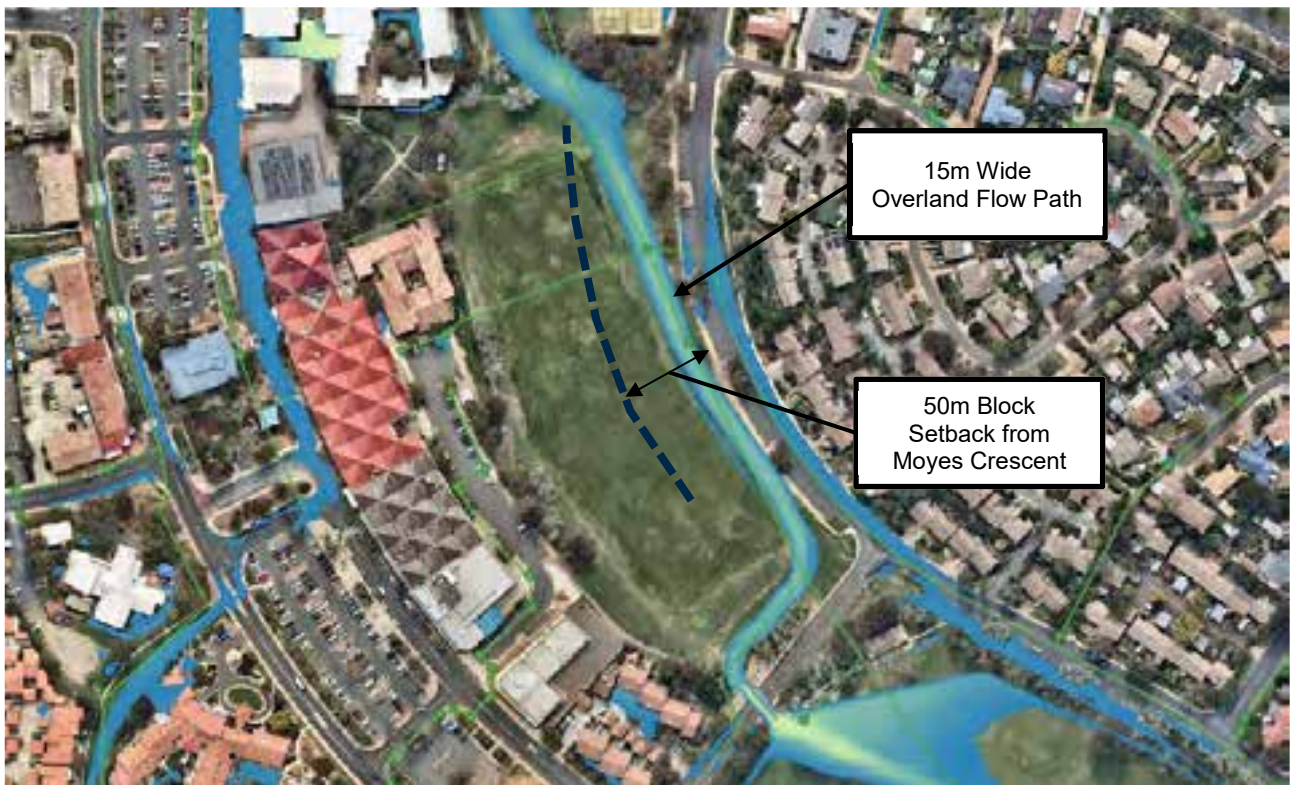 15m Wide
Overland Flow Path
50m Block
Setback from
Moyes Crescent